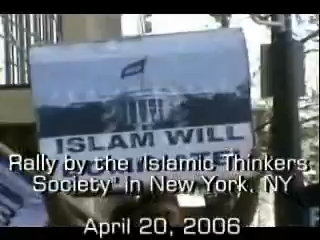 ISLAM WILL
Rally by the 'Islamic Thinkers
Society' in New York, NY
April 20, 2006